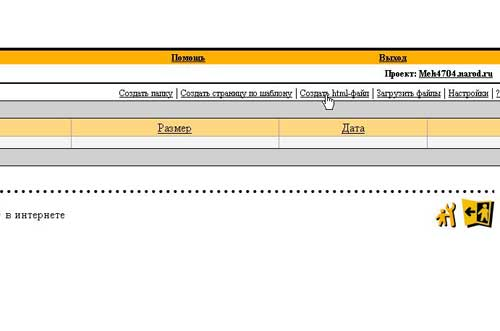 Помощь Выход
Проект: Meh4704.narod.ru
Создать папку | Создать страницу по шаблону | Создать html-файл | Загрузить файлы | Настройки | ?
Размер Дата
в интернете